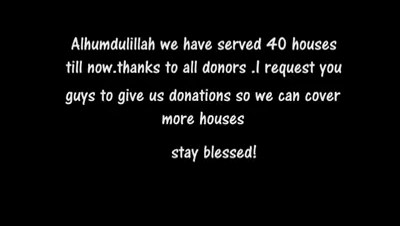 Alhumdulillah we have served 40 houses
till now.thanks to all donors .I request you
guys to give us donations so we can cover
more houses
stay blessed!